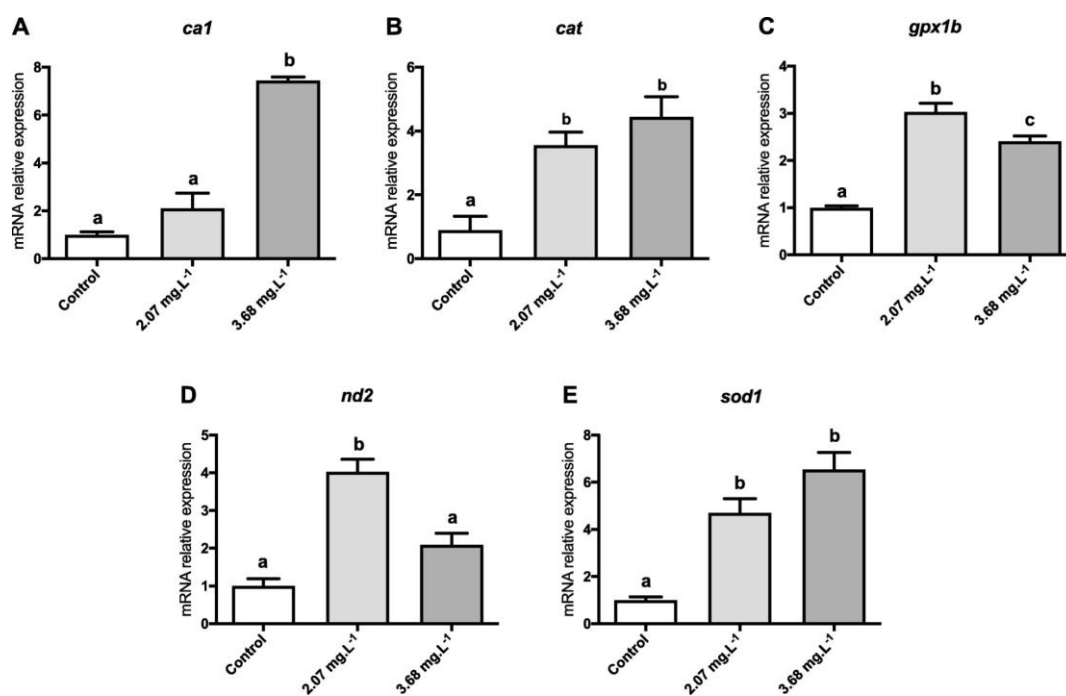 A
ca1
mRNA relative expression
8
6
4
2
0
a
a
b
Control
2.07 mg.L⁻¹
3.68 mg.L⁻¹
B
cat
mRNA relative expression
6
4
2
0
a
b
b
Control
2.07 mg.L⁻¹
3.68 mg.L⁻¹
C
gpx1b
mRNA relative expression
4
3
2
1
0
a
b
c
Control
2.07 mg.L⁻¹
3.68 mg.L⁻¹
D
nd2
mRNA relative expression
5
4
3
2
1
0
a
b
a
Control
2.07 mg.L⁻¹
3.68 mg.L⁻¹
E
sod1
mRNA relative expression
8
6
4
2
0
a
b
b
Control
2.07 mg.L⁻¹
3.68 mg.L⁻¹